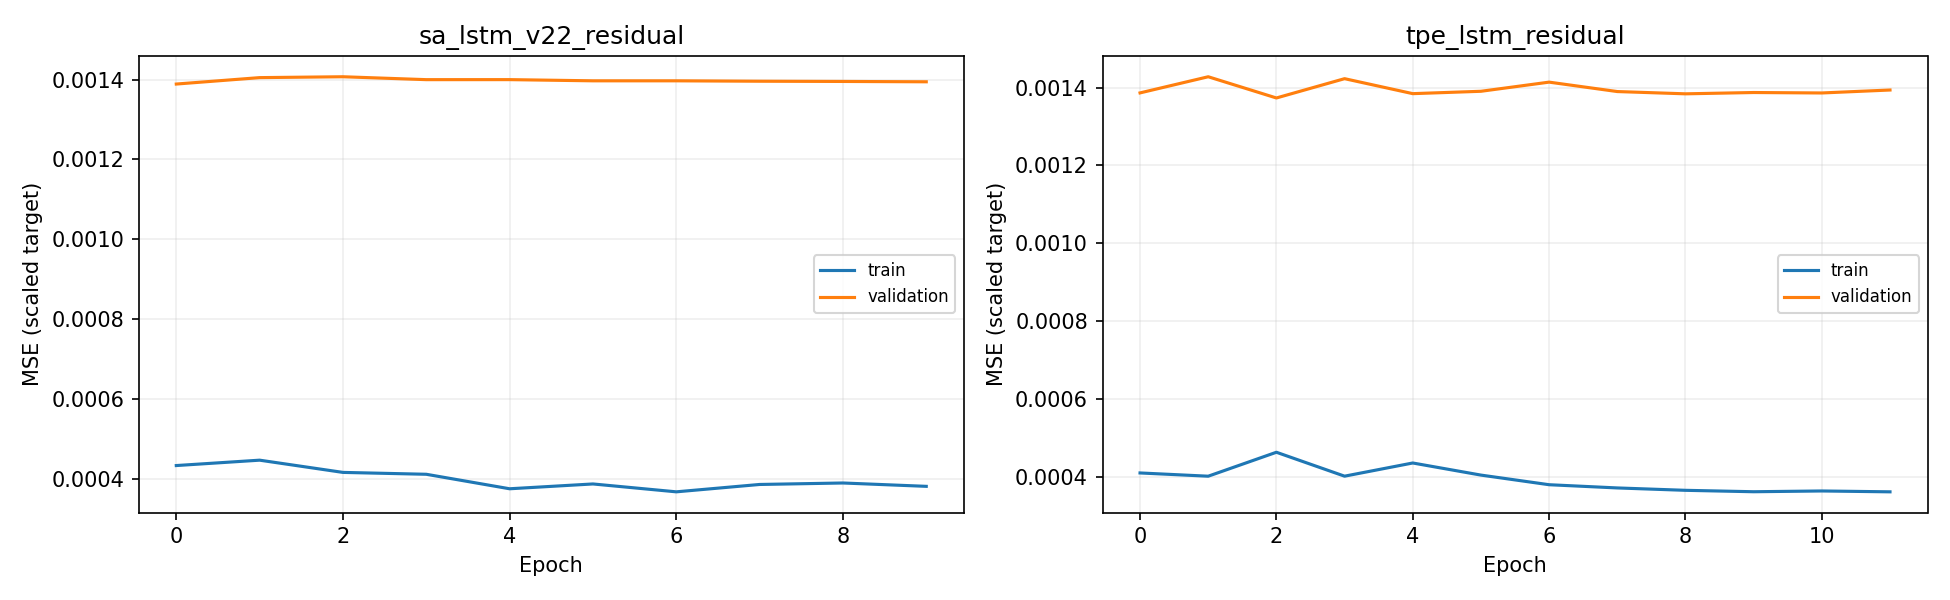 sa_lstm_v22_residual
MSE (scaled target)
0.0014
0.0012
0.0010
0.0008
0.0006
0.0004
train
validation
0 2 4 6 8
Epoch
tpe_lstm_residual
MSE (scaled target)
0.0014
0.0012
0.0010
0.0008
0.0006
0.0004
train
validation
0 2 4 6 8 10
Epoch